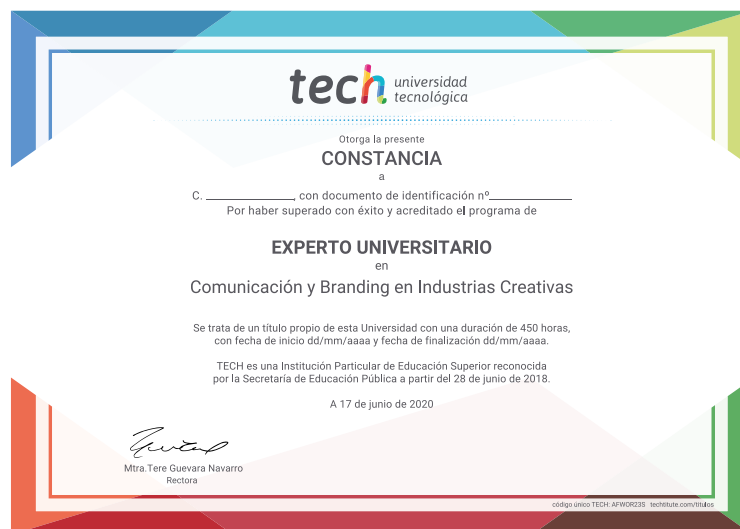 tech universidad
tecnológica
Otorga la presente
CONSTANCIA
a
C. ____________, con documento de identificación nº____________
Por haber superado con éxito y acreditado el programa de
EXPERTO UNIVERSITARIO
en
Comunicación y Branding en Industrias Creativas
Se trata de un título propio de esta Universidad con una duración de 450 horas,
con fecha de inicio dd/mm/aaaa y fecha de finalización dd/mm/aaaa.
TECH es una Institución Particular de Educación Superior reconocida
por la Secretaría de Educación Pública a partir del 28 de junio de 2018.
A 17 de junio de 2020
Mtra.Tere Guevara Navarro
Rectora
código único TECH: AFWOR23S techtitute.com/titulos